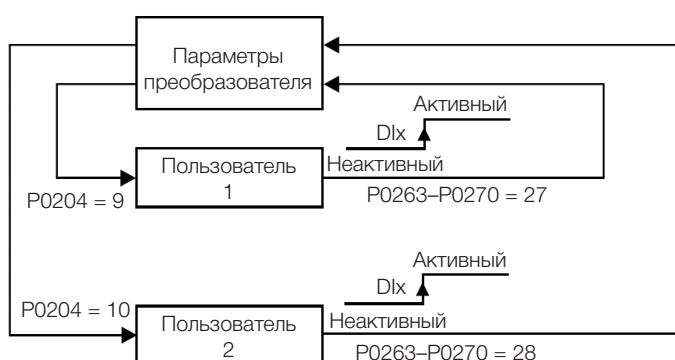 Параметры
преобразователя
Активный
DIx
Неактивный
Пользователь
1
P0204 = 9
P0263–P0270 = 27
Активный
DIx
Неактивный
P0204 = 10
Пользователь
2
P0263–P0270 = 28